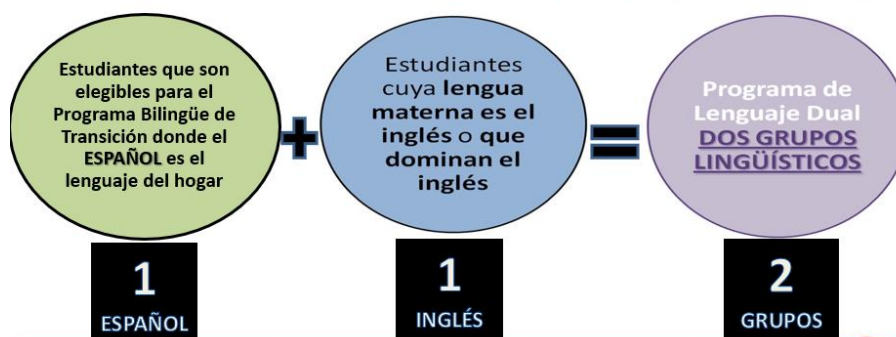 Estudiantes que son
elegibles para el
Programa Bilingüe de
Transición donde el
ESPAÑOL es el
lenguaje del hogar
+
Estudiantes
cuya lengua
materna es el
inglés o que
dominan el
inglés
=
Programa de
Lenguaje Dual
DOS GRUPOS
LINGÜÍSTICOS
1
ESPAÑOL
1
INGLÉS
2
GRUPOS